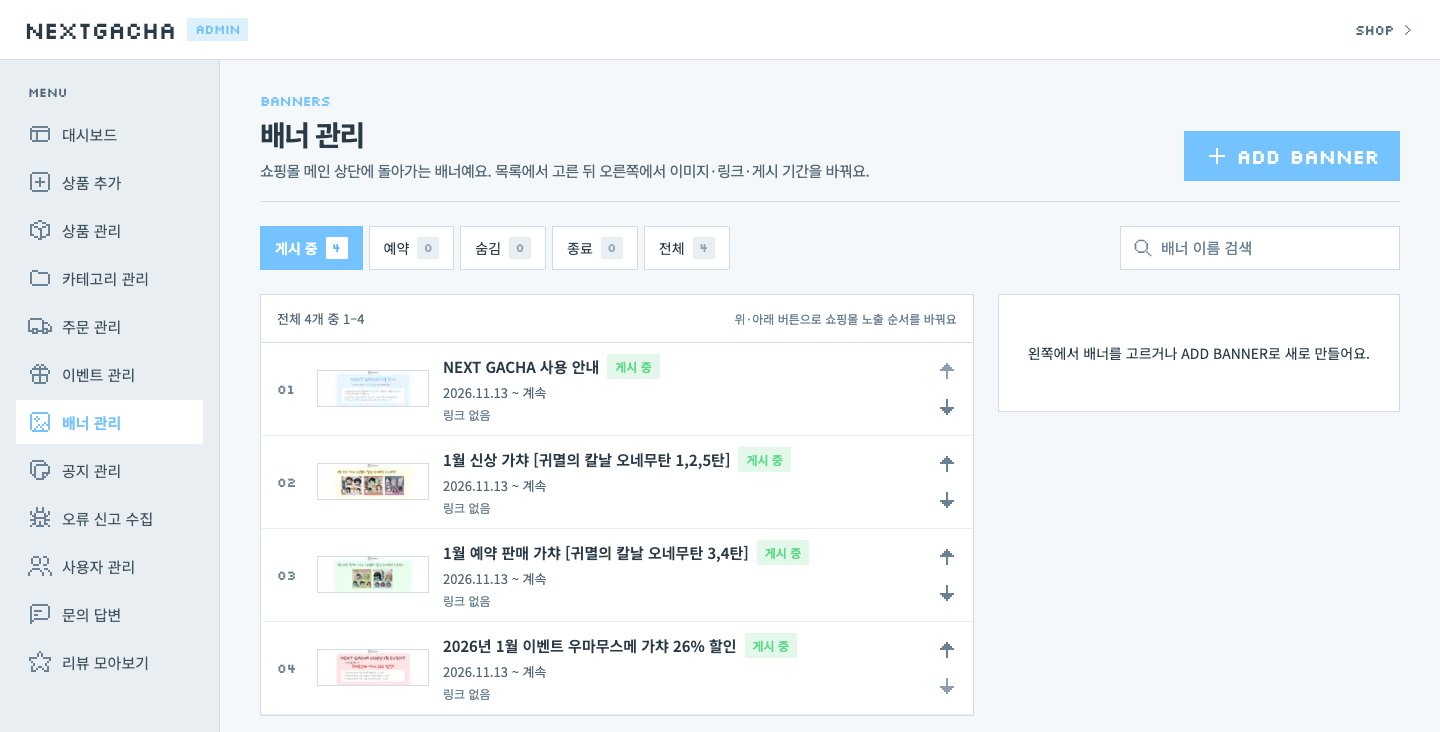 NEXTGACHA ADMIN
SHOP
MENU
대시보드
상품 추가
상품 관리
카테고리 관리
주문 관리
이벤트 관리
배너 관리
공지 관리
오류 신고 수집
사용자 관리
문의 답변
리뷰 모아보기
BANNERS
배너 관리
쇼핑몰 메인 상단에 돌아가는 배너예요. 목록에서 고른 뒤 오른쪽에서 이미지·링크·게시 기간을 바꿔요.
ADD BANNER
게시 중 4 예약 0 숨김 0 종료 0 전체 4
배너 이름 검색
전체 4개 중 1–4 위·아래 버튼으로 쇼핑몰 노출 순서를 바꿔요
01
NEXT GACHA 사용 안내 게시 중
2026.11.13 ~ 계속
링크 없음
02
1월 신상 가챠 [귀멸의 칼날 오네무탄 1,2,5탄] 게시 중
2026.11.13 ~ 계속
링크 없음
03
1월 예약 판매 가챠 [귀멸의 칼날 오네무탄 3,4탄] 게시 중
2026.11.13 ~ 계속
링크 없음
04
2026년 1월 이벤트 우마무스메 가챠 26% 할인 게시 중
2026.11.13 ~ 계속
링크 없음
왼쪽에서 배너를 고르거나 ADD BANNER로 새로 만들어요.